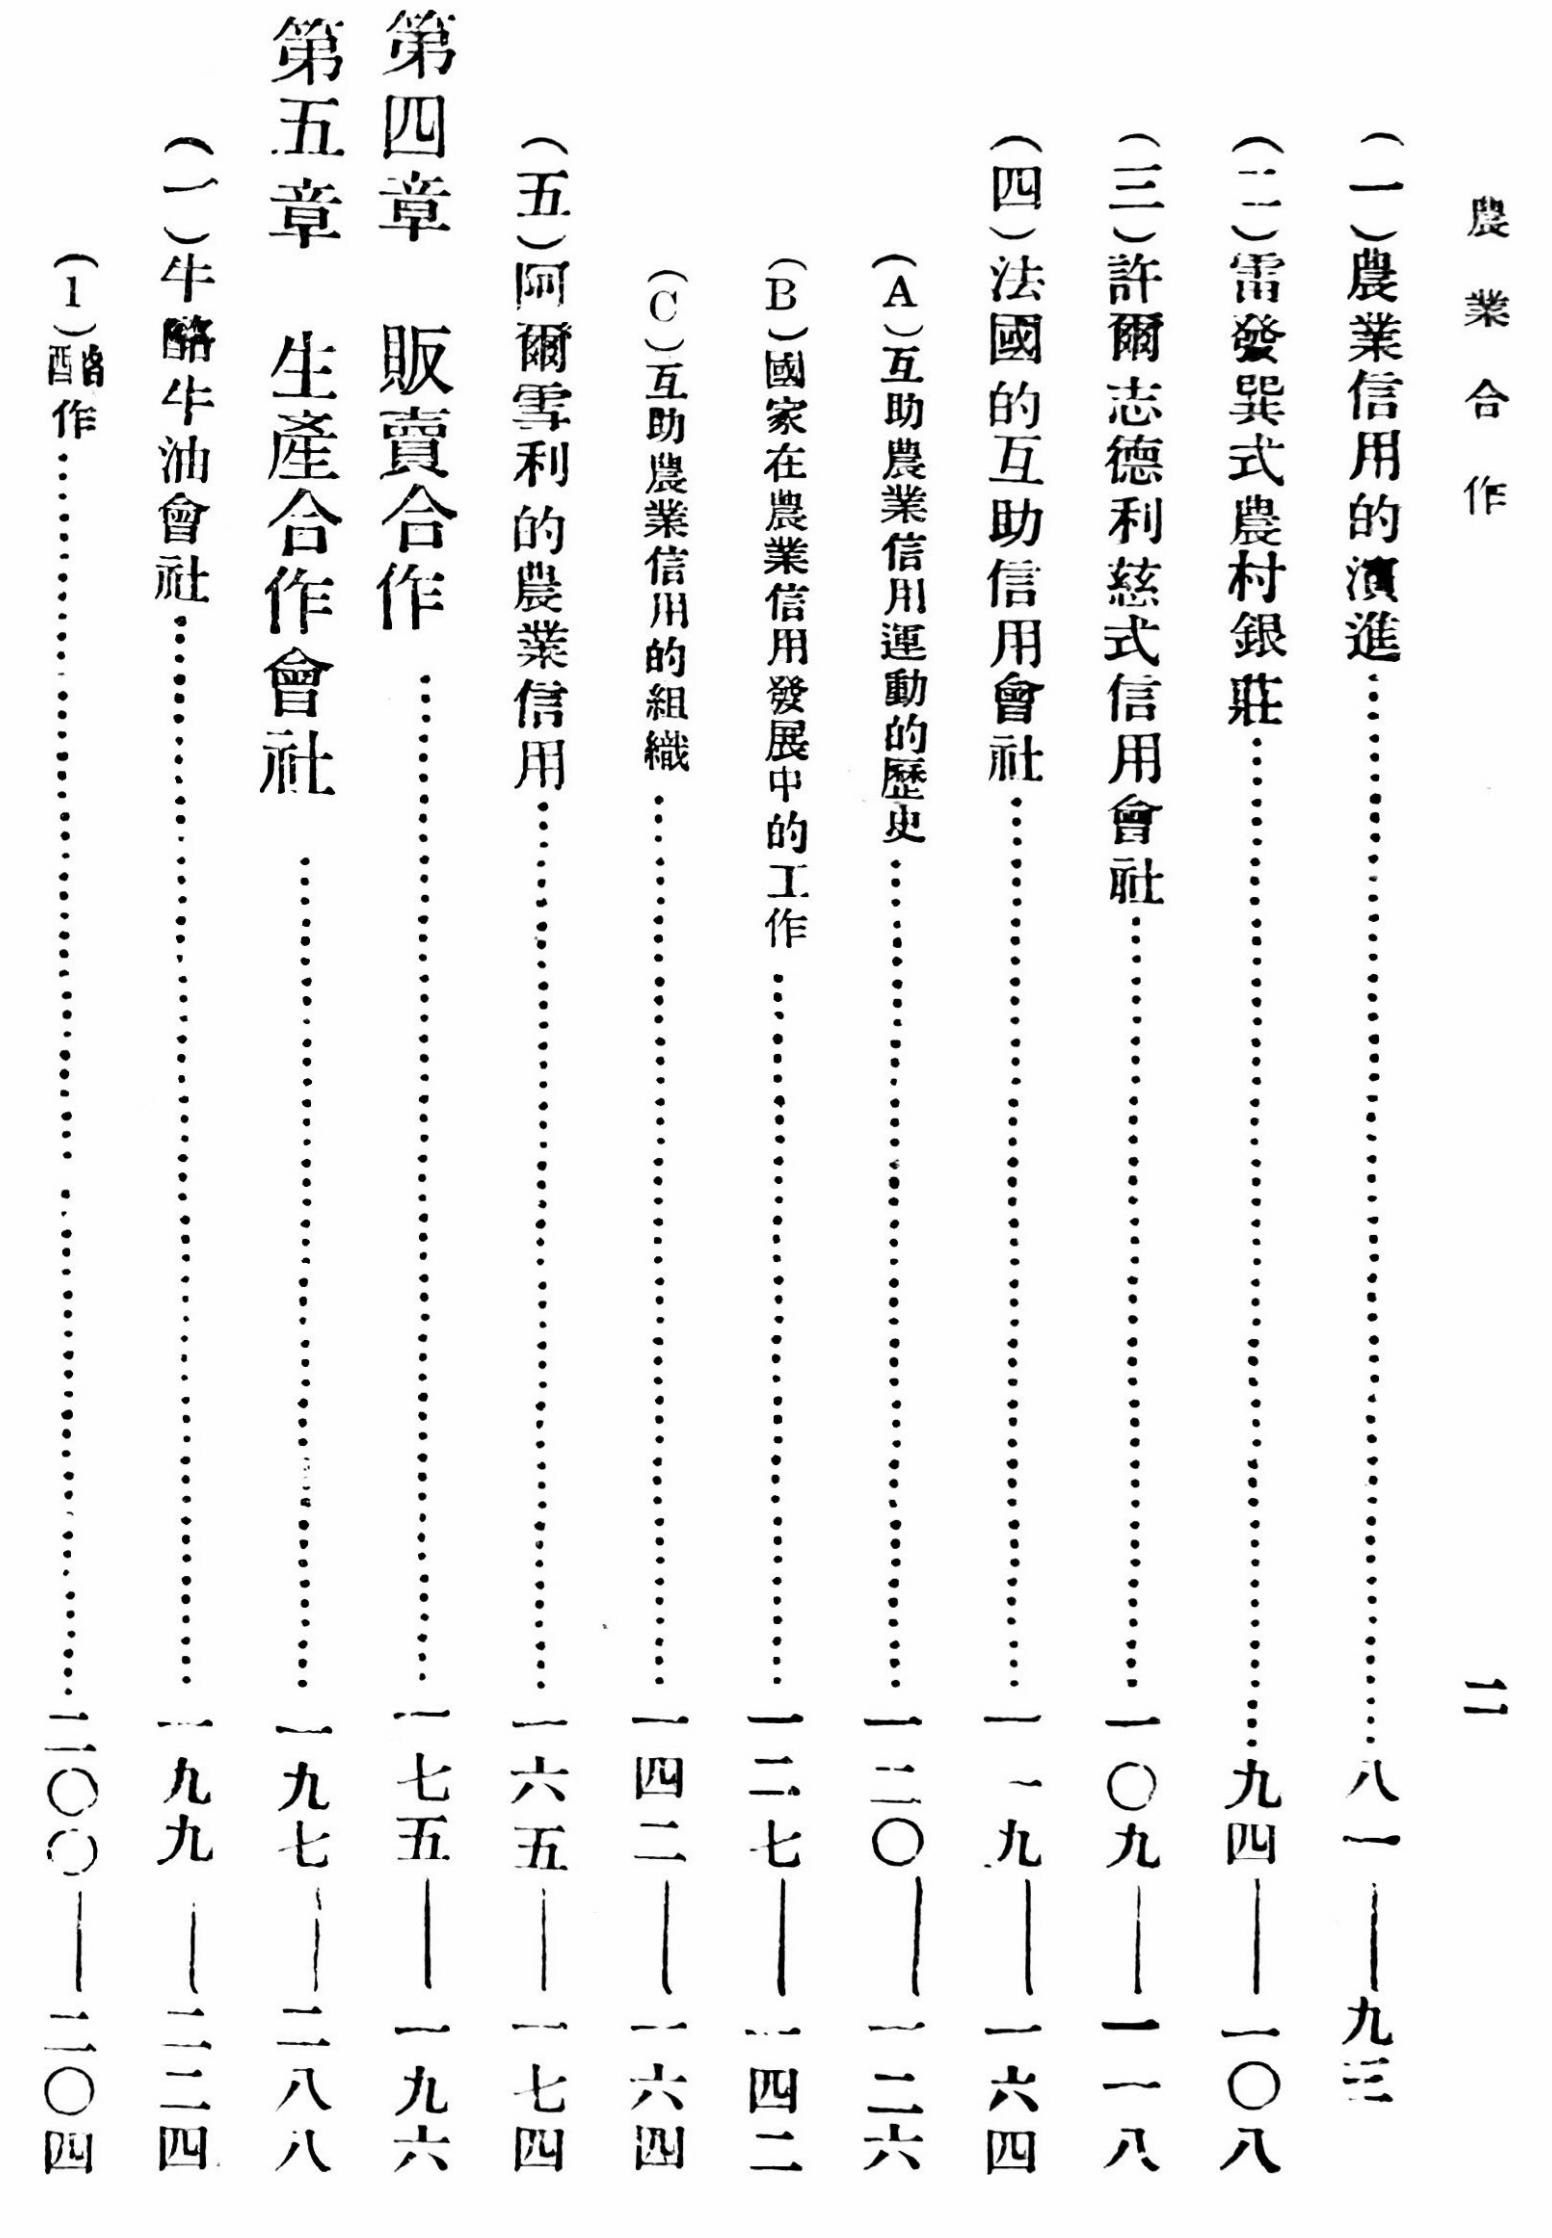 農業合作　二
（一）農業信用的演進……八一——九三
（二）雷發巽式農村銀莊……九四——一〇八
（三）許爾志德利慈式信用會社……一〇九——一一八
（四）法國的互助信用會社……一一九——一六四
（A）互助農業信用運動的歷史……一二〇——一二六
（B）國家在農業信用發展中的工作……一二七——一四二
（C）互助農業信用的組織……一四二——一六四
（五）阿爾雪利的農業信用……一六五——一七四
第四章　販賣合作……一七五——一九六
第五章　生產合作會社……一九七——二八八
（一）牛酪牛油會社……一九九——二二四
（1）酪作……二〇〇——二〇四